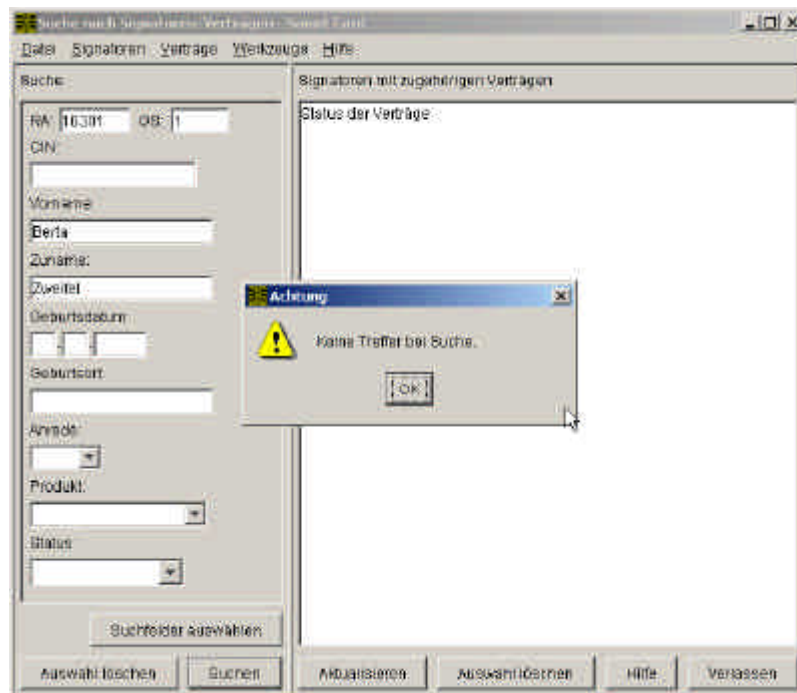 Suche nach Signatoren-Verträgen - Smart Card
Datei Signatoren Verträge Werkzeuge Hilfe
Suche
RA: 16301 OS: 1
CIN:
Vorname
Berta
Zuname:
Zweitel
Geburtsdatum
Geburtsort
Anrede
Produkt:
Status
Suchfelder auswählen
Auswahl löschen Suchen
Signatoren mit zugehörigen Verträgen
Status der Verträge
Achtung
Keine Treffer bei Suche.
OK
Aktualisieren Auswahl löschen Hilfe Verlassen